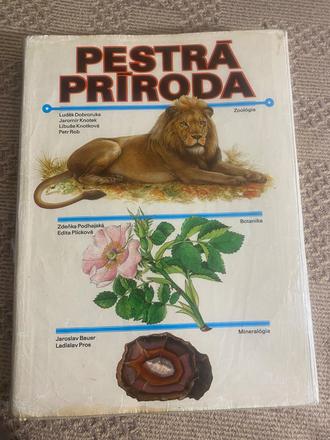 PESTRÁ
PRÍRODA
Zoológia
Luděk Dobroruka
Jaromír Knotek
Libuše Knotková
Petr Rob
Botanika
Zdeňka Podhajská
Edita Plicková
Mineralógia
Jaroslav Bauer
Ladislav Pros